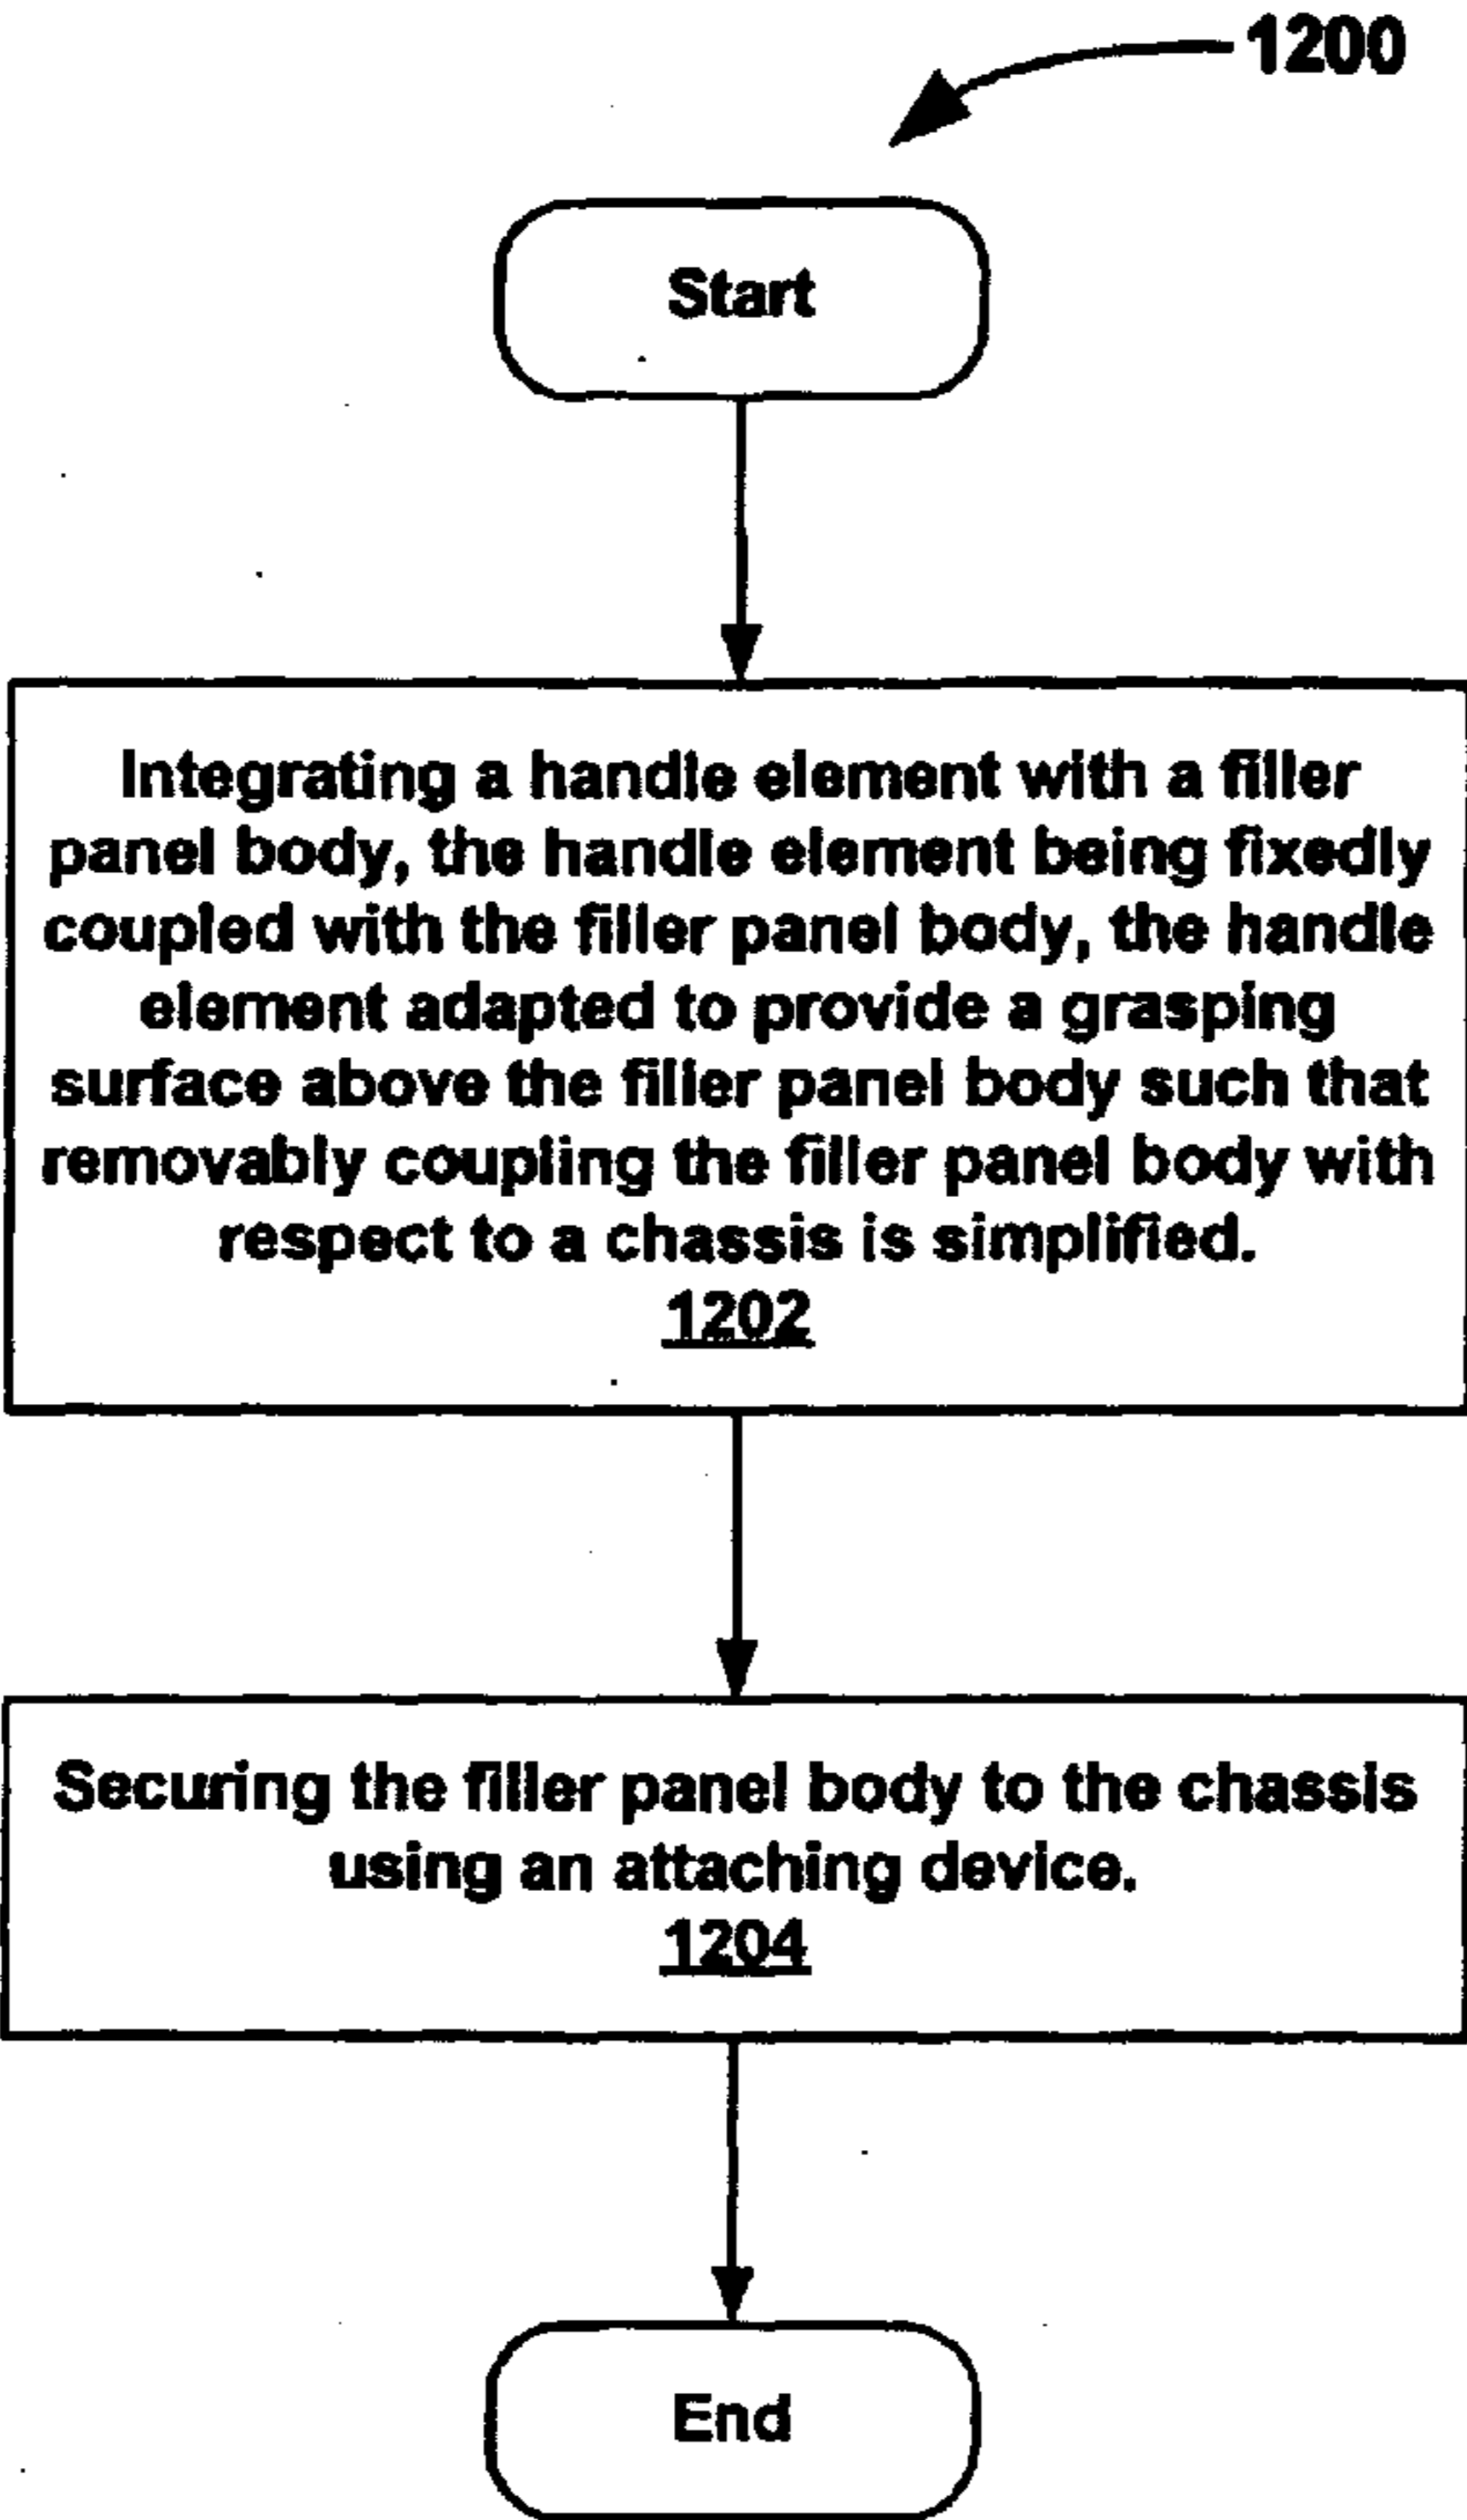 1200
Start
Integrating a handle element with a filler
panel body, the handle element being fixedly
coupled with the filler panel body, the handle
element adapted to provide a grasping
surface above the filler panel body such that
removably coupling the filler panel body with
respect to a chassis is simplified.
1202
Securing the filler panel body to the chassis
using an attaching device.
1204
End